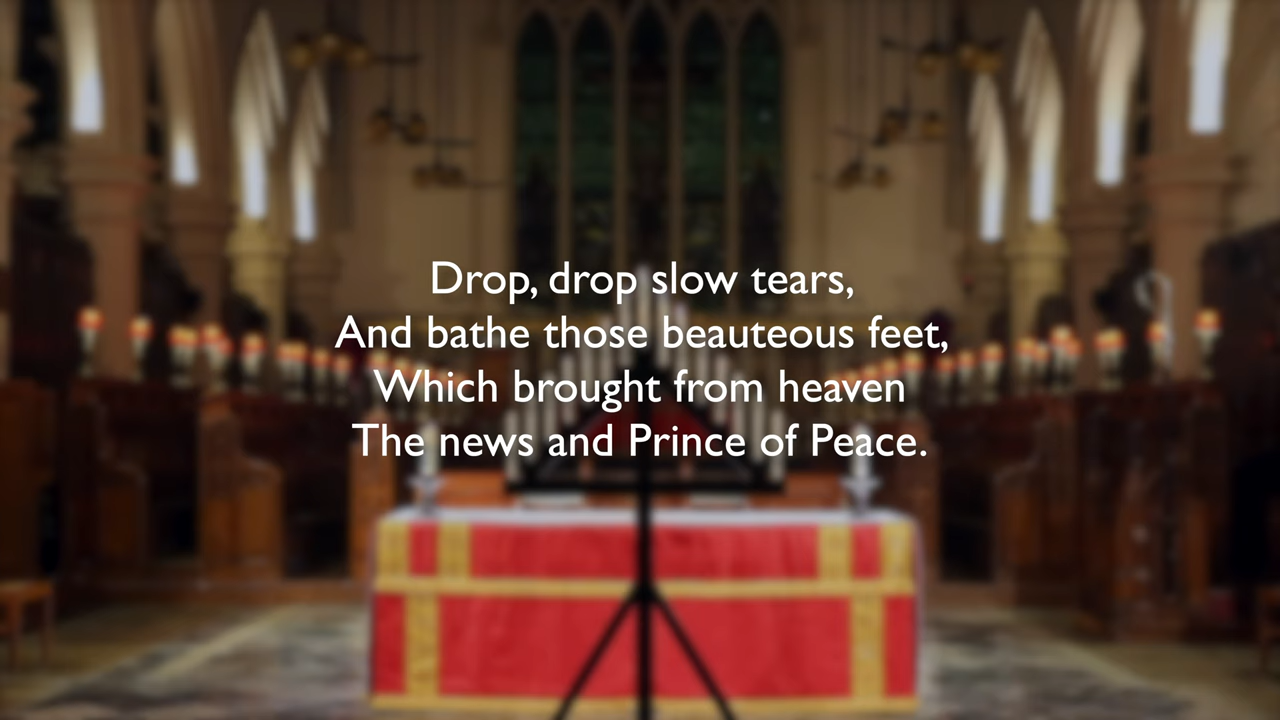 Drop, drop slow tears,
And bathe those beauteous feet,
Which brought from heaven
The news and Prince of Peace.